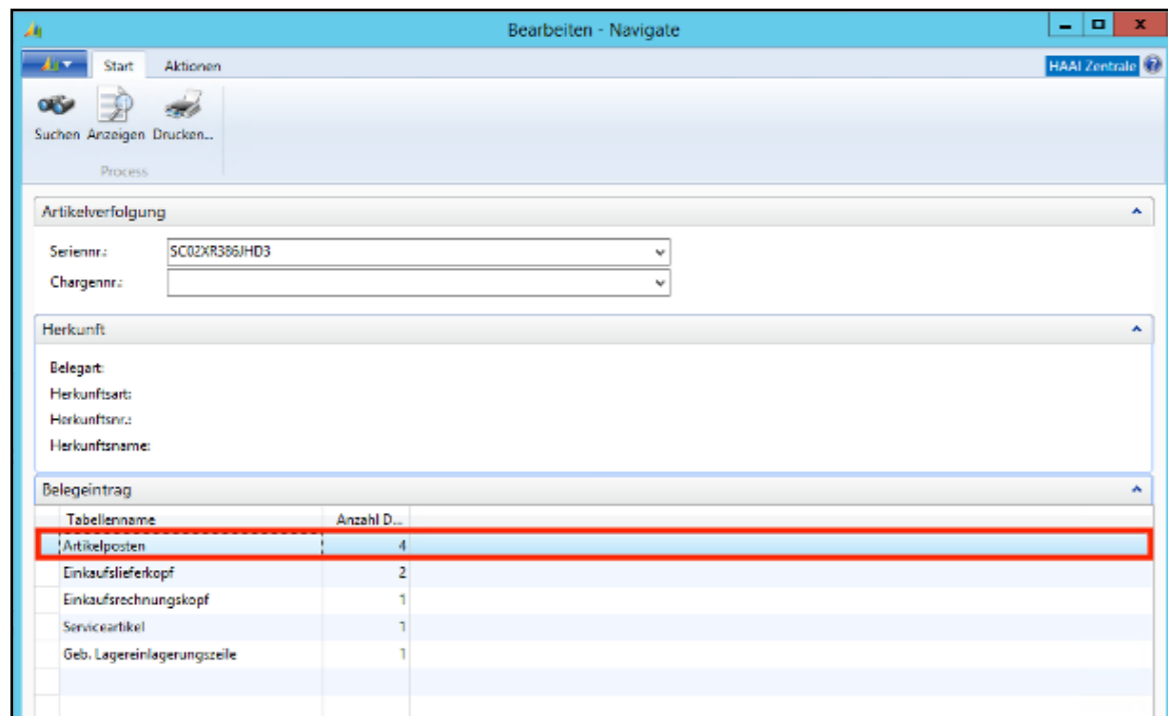 Bearbeiten - Navigate
Start Aktionen HAAI Zentrale
Suchen Anzeigen Drucken...
Process
Artikelverfolgung
Seriennr.: SC02XR386JHD3
Chargennr.:
Herkunft
Belegart:
Herkunftsart:
Herkunftsnr.:
Herkunftsname:
Belegeintrag
Tabellenname Anzahl D...
Artikelposten 4
Einkaufslieferkopf 2
Einkaufsrechnungskopf 1
Serviceartikel 1
Geb. Lagereinlagerungszeile 1